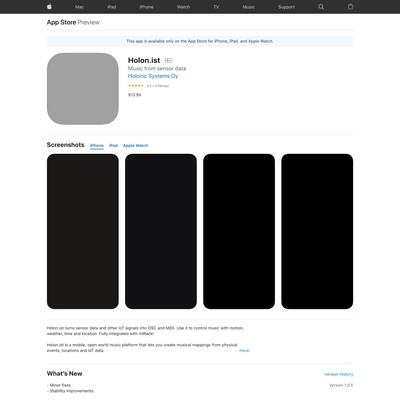 Mac iPad iPhone Watch TV Music Support
App Store Preview
This app is available only on the App Store for iPhone, iPad, and Apple Watch.
Holon.ist
Music from sensor data
Holonic Systems Oy
$13.99
Screenshots iPhone iPad Apple Watch
Holon.ist turns sensor data and other IoT signals into OSC and MIDI. Use it to control music with motion,
weather, time and location. Fully integrated with miRack!
Holon.ist is a mobile, open world music platform that lets you create musical mappings from physical
events, locations and IoT data. more
What's New Version History
- Minor fixes. Version 1.0.5
- Stability improvements.